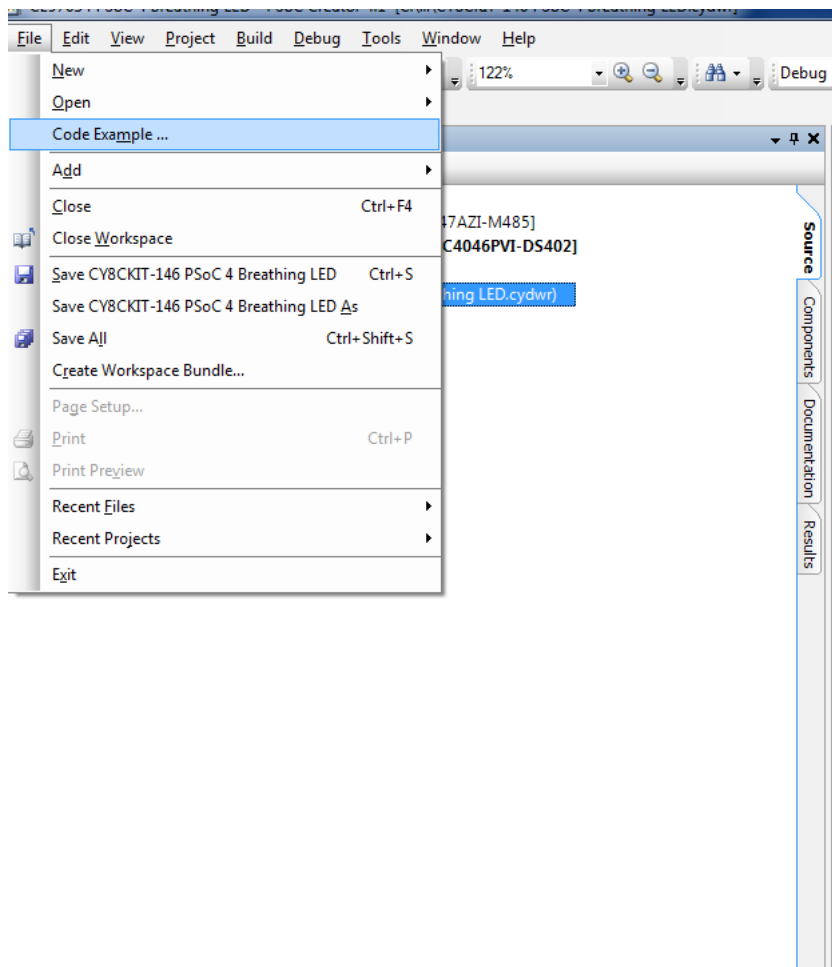 File Edit View Project Build Debug Tools Window Help
122% Debug
New
Open
Code Example ...
Add
Close Ctrl+F4
Close Workspace
Save CY8CKIT-146 PSoC 4 Breathing LED Ctrl+S
Save CY8CKIT-146 PSoC 4 Breathing LED As
Save All Ctrl+Shift+S
Create Workspace Bundle...
Page Setup...
Print Ctrl+P
Print Preview
Recent Files
Recent Projects
Exit
47AZI-M485]
C4046PVI-DS402]
hing LED.cydwr)
Source
Components
Documentation
Results